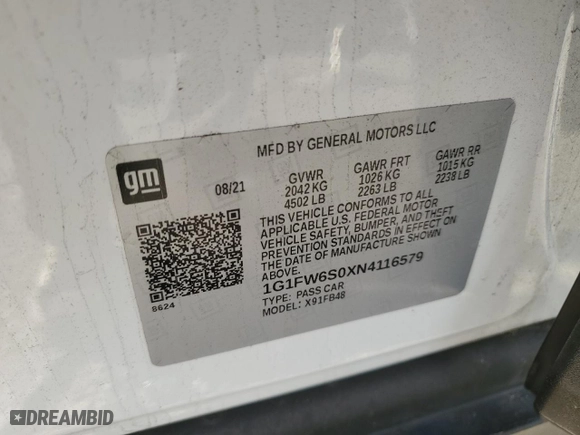 gm
MFD BY GENERAL MOTORS LLC
08/21
GVWR GAWR FRT GAWR RR
2042 KG 1026 KG 1015 KG
4502 LB 2263 LB 2238 LB
THIS VEHICLE CONFORMS TO ALL
APPLICABLE U.S. FEDERAL MOTOR
VEHICLE SAFETY, BUMPER, AND THEFT
PREVENTION STANDARDS IN EFFECT ON
THE DATE OF MANUFACTURE SHOWN
ABOVE.
1G1FW6S0XN4116579
TYPE: PASS CAR
MODEL: X91FB48
8624
DREAMBID